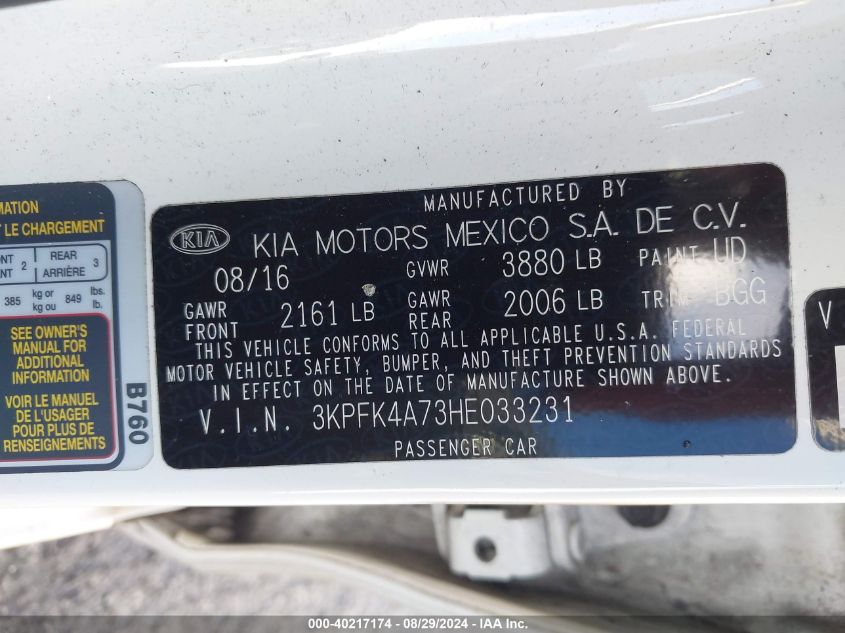 MATION
T LE CHARGEMENT
ONT 2 REAR 3
NT ARRIÈRE
385 kg or 849 lbs.
kg ou lb.
SEE OWNER'S
MANUAL FOR
ADDITIONAL
INFORMATION
VOIR LE MANUEL
DE L'USAGER
POUR PLUS DE
RENSEIGNEMENTS
B760
MANUFACTURED BY
KIA KIA MOTORS MEXICO S.A. DE C.V.
08/16 GVWR 3880 LB PAINT UD
GAWR FRONT 2161 LB GAWR REAR 2006 LB TRIM BGG
THIS VEHICLE CONFORMS TO ALL APPLICABLE U.S.A. FEDERAL
MOTOR VEHICLE SAFETY, BUMPER, AND THEFT PREVENTION STANDARDS
IN EFFECT ON THE DATE OF MANUFACTURE SHOWN ABOVE.
V.I.N. 3KPFK4A73HE033231
PASSENGER CAR
V
000-40217174 - 08/29/2024 - IAA Inc.